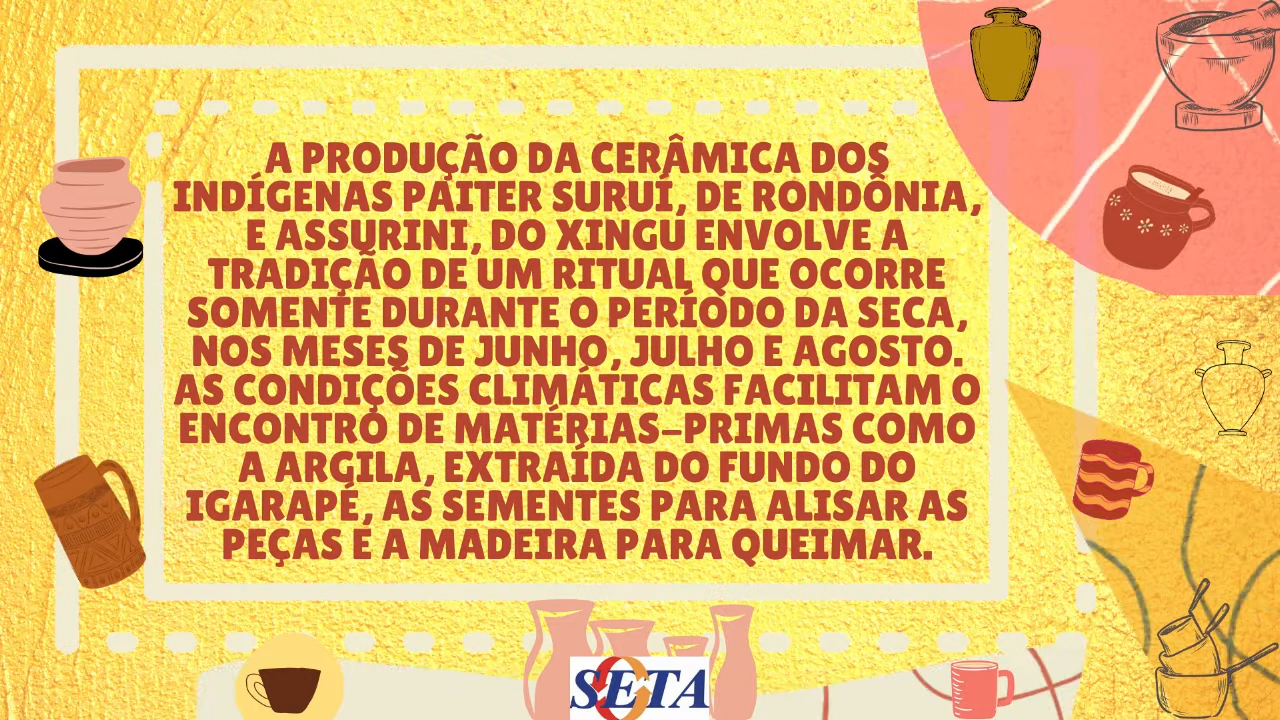 A PRODUÇÃO DA CERÂMICA DOS
INDÍGENAS PAITER SURUÍ, DE RONDÔNIA,
E ASSURINI, DO XINGU ENVOLVE A
TRADIÇÃO DE UM RITUAL QUE OCORRE
SOMENTE DURANTE O PERÍODO DA SECA,
NOS MESES DE JUNHO, JULHO E AGOSTO.
AS CONDIÇÕES CLIMÁTICAS FACILITAM O
ENCONTRO DE MATÉRIAS-PRIMAS COMO
A ARGILA, EXTRAÍDA DO FUNDO DO
IGARAPÉ, AS SEMENTES PARA ALISAR AS
PEÇAS E A MADEIRA PARA QUEIMAR.
SETA